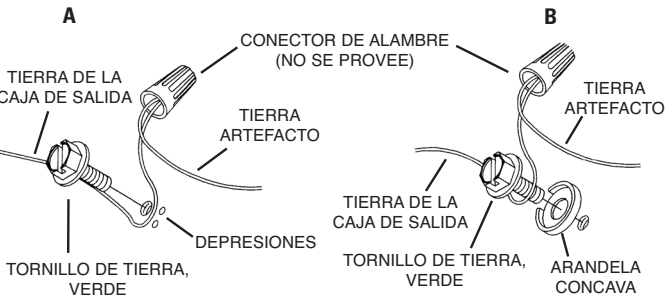 A
TIERRA DE LA
CAJA DE SALIDA
CONECTOR DE ALAMBRE
(NO SE PROVEE)
TIERRA
ARTEFACTO
DEPRESIONES
TORNILLO DE TIERRA,
VERDE
B
TIERRA
ARTEFACTO
TIERRA DE LA
CAJA DE SALIDA
TORNILLO DE TIERRA,
VERDE
ARANDELA
CONCAVA